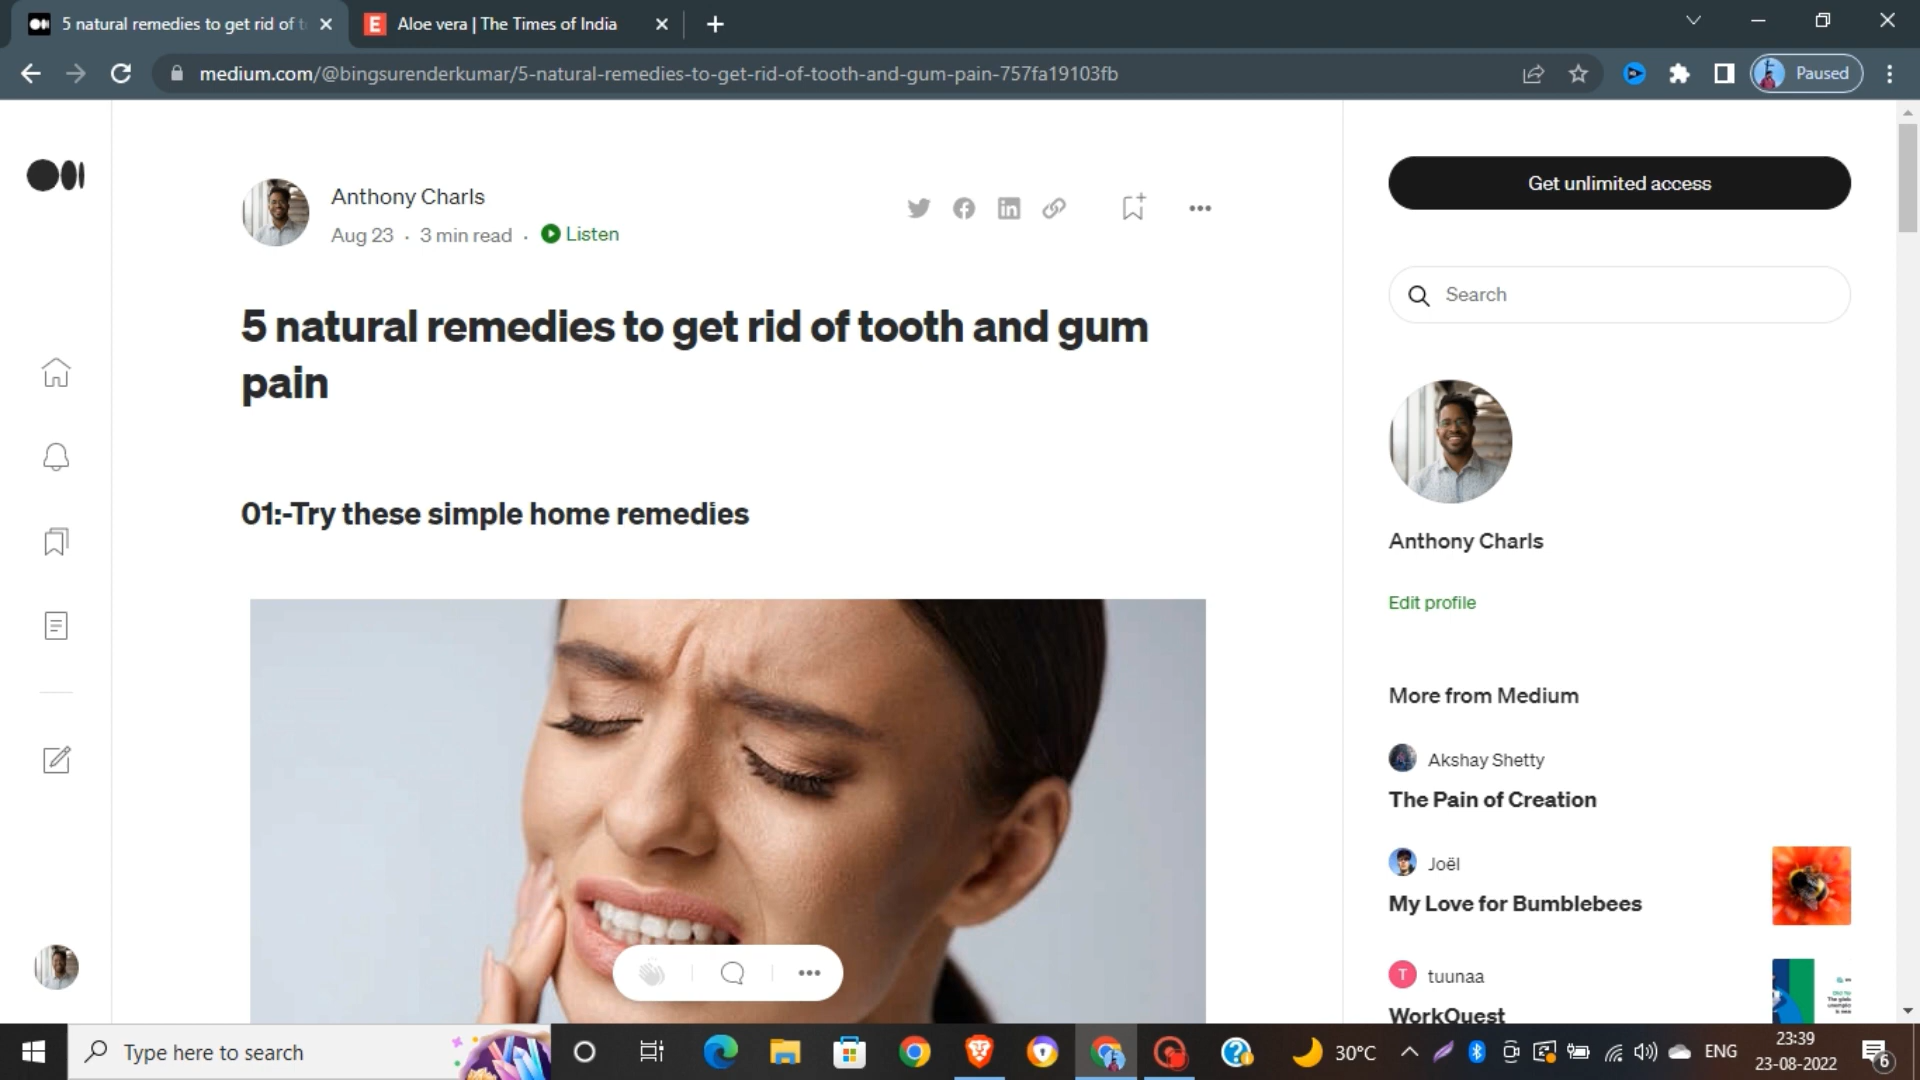 5 natural remedies to get rid of t
Aloe vera | The Times of India
medium.com/@bingsurenderkumar/5-natural-remedies-to-get-rid-of-tooth-and-gum-pain-757fa19103fb
Paused
Anthony Charls
Aug 23 · 3 min read · Listen
5 natural remedies to get rid of tooth and gum
pain
01:-Try these simple home remedies
Get unlimited access
Search
Anthony Charls
Edit profile
More from Medium
Akshay Shetty
The Pain of Creation
Joël
My Love for Bumblebees
T tuunaa
WorkQuest
Type here to search
30°C
ENG
23:39
23-08-2022
6